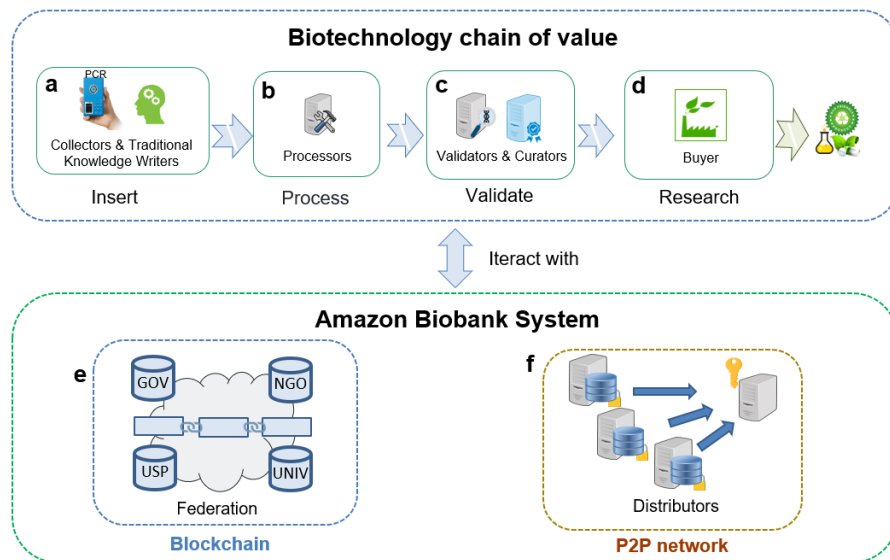 Biotechnology chain of value
a
PCR
Collectors & Traditional
Knowledge Writers
Insert
b
Processors
Process
c
Validators & Curators
Validate
d
Buyer
Research
Iteract with
Amazon Biobank System
e
GOV
NGO
USP
UNIV
Federation
Blockchain
f
Distributors
P2P network